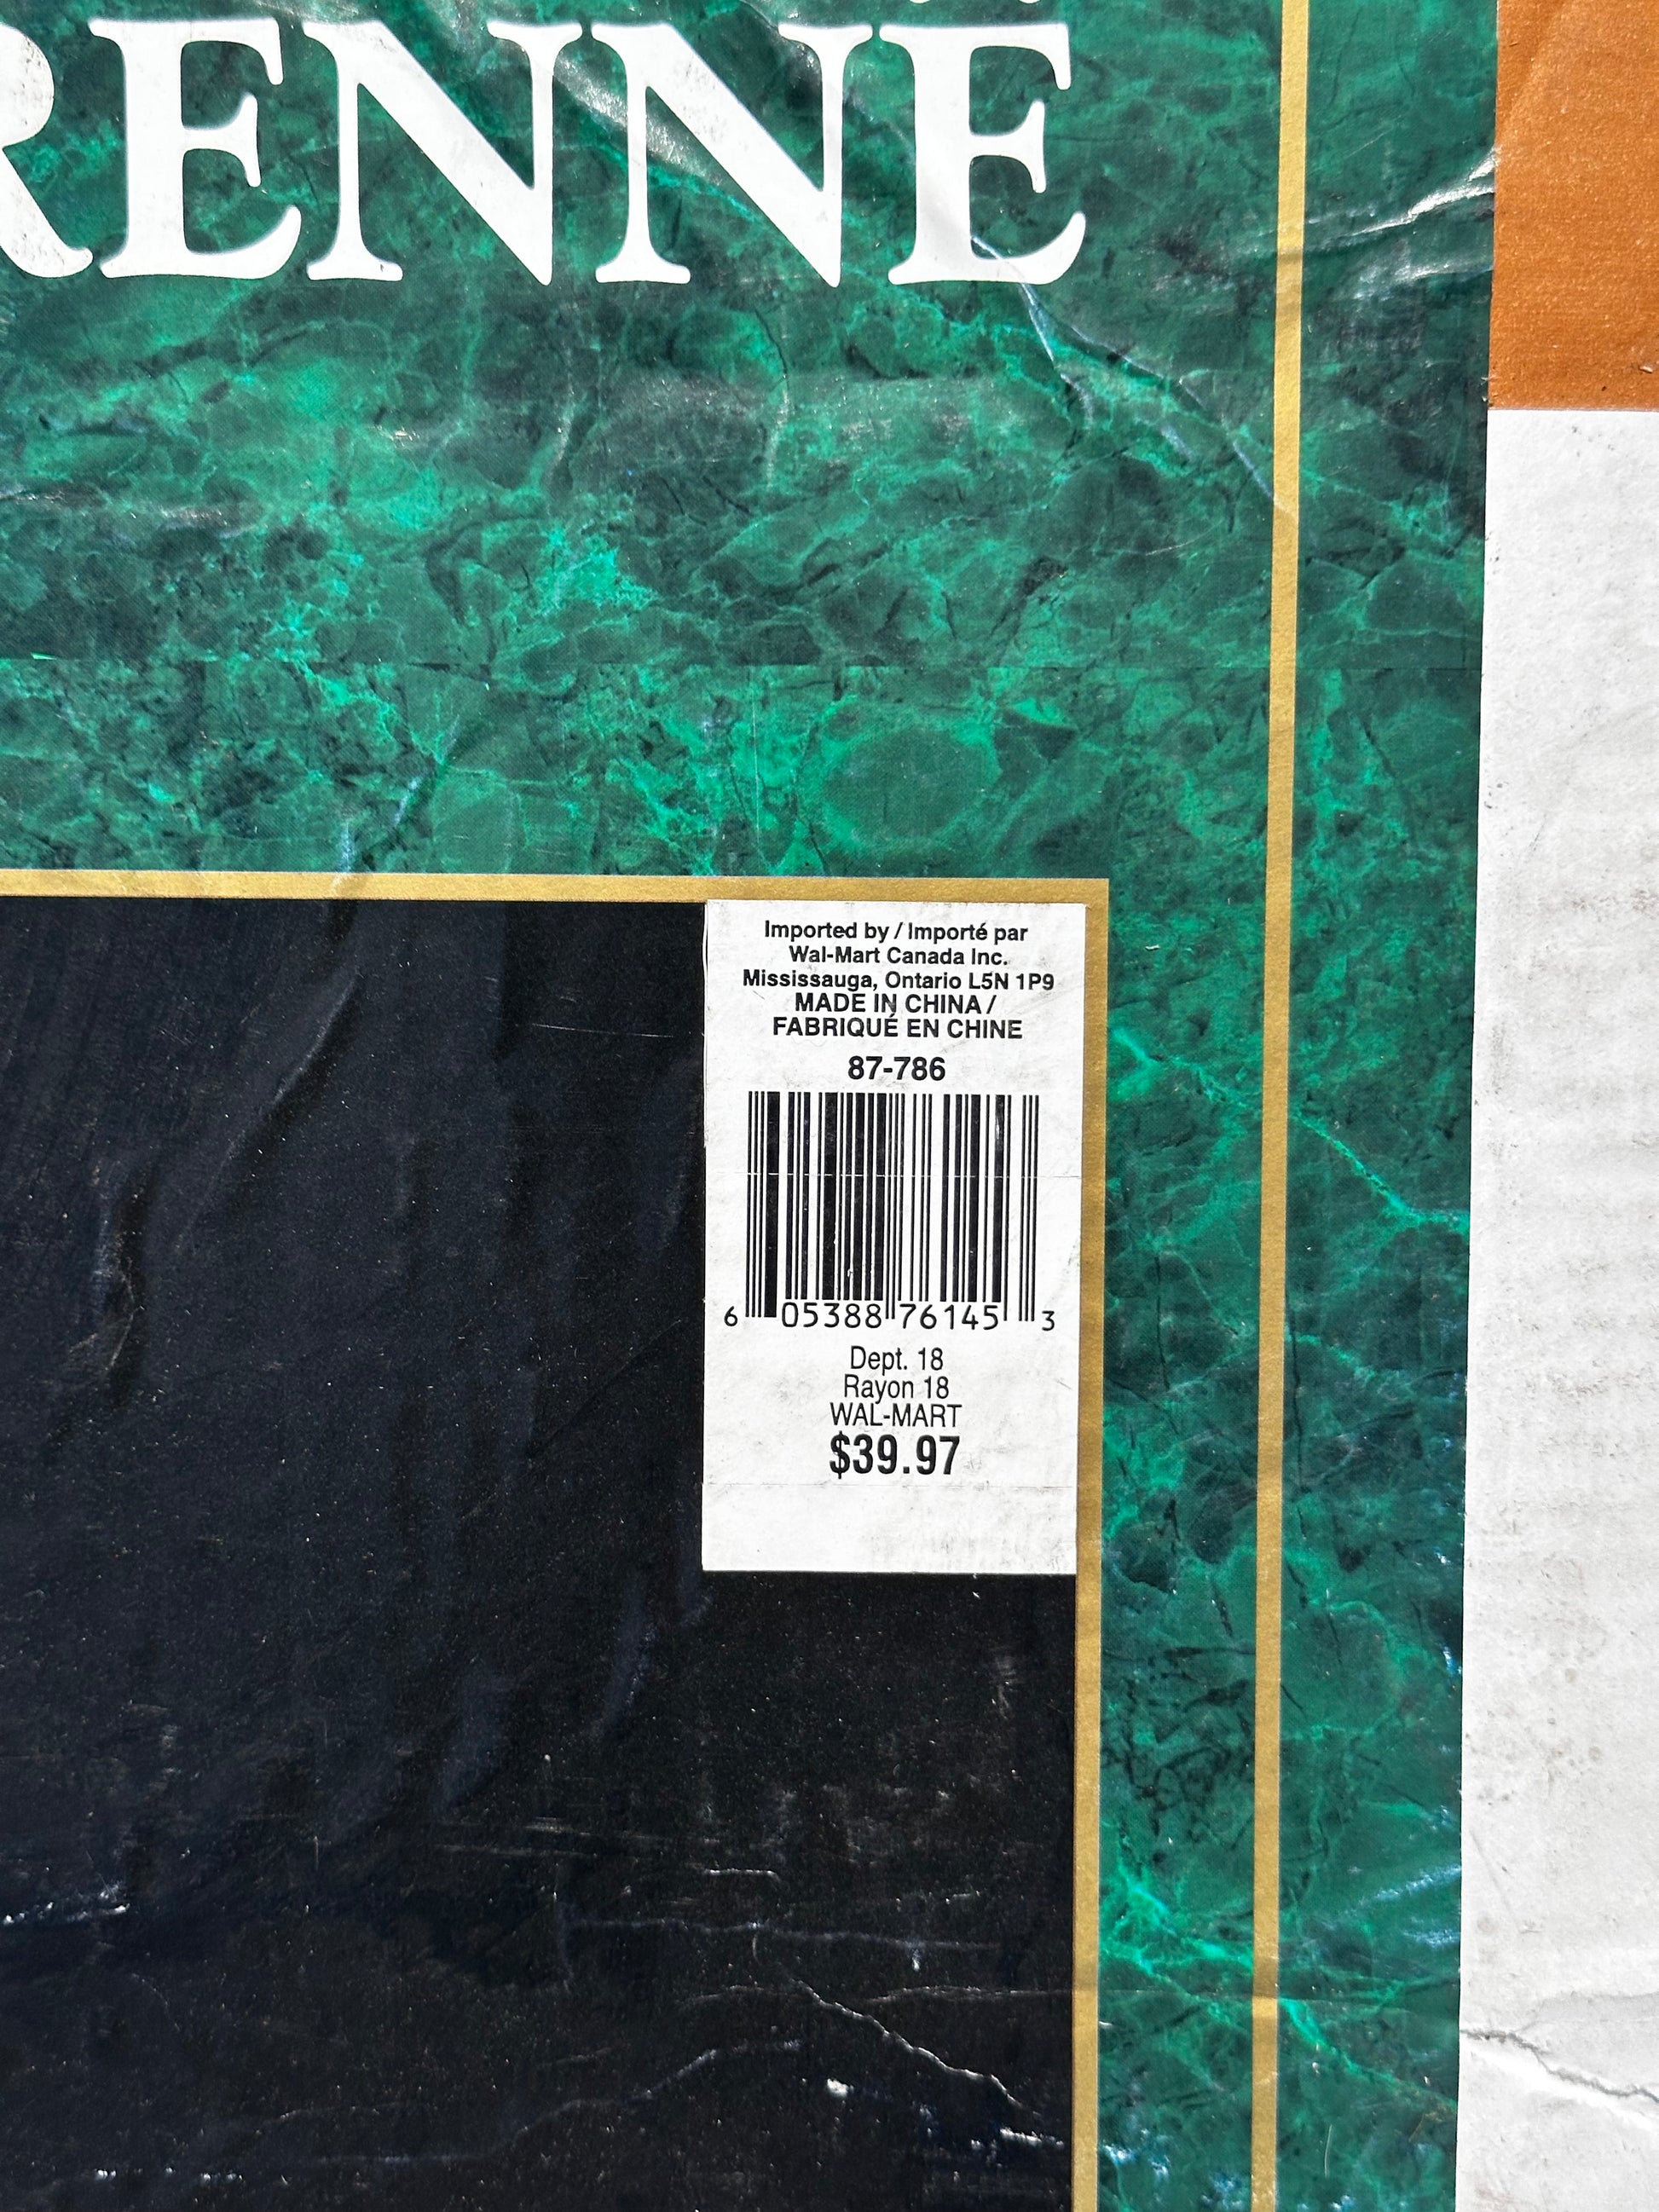 RENNE
Imported by / Importé par
Wal-Mart Canada Inc.
Mississauga, Ontario L5N 1P9
MADE IN CHINA /
FABRIQUÉ EN CHINE
87-786
6 05388 76145 3
Dept. 18
Rayon 18
WAL-MART
$39.97